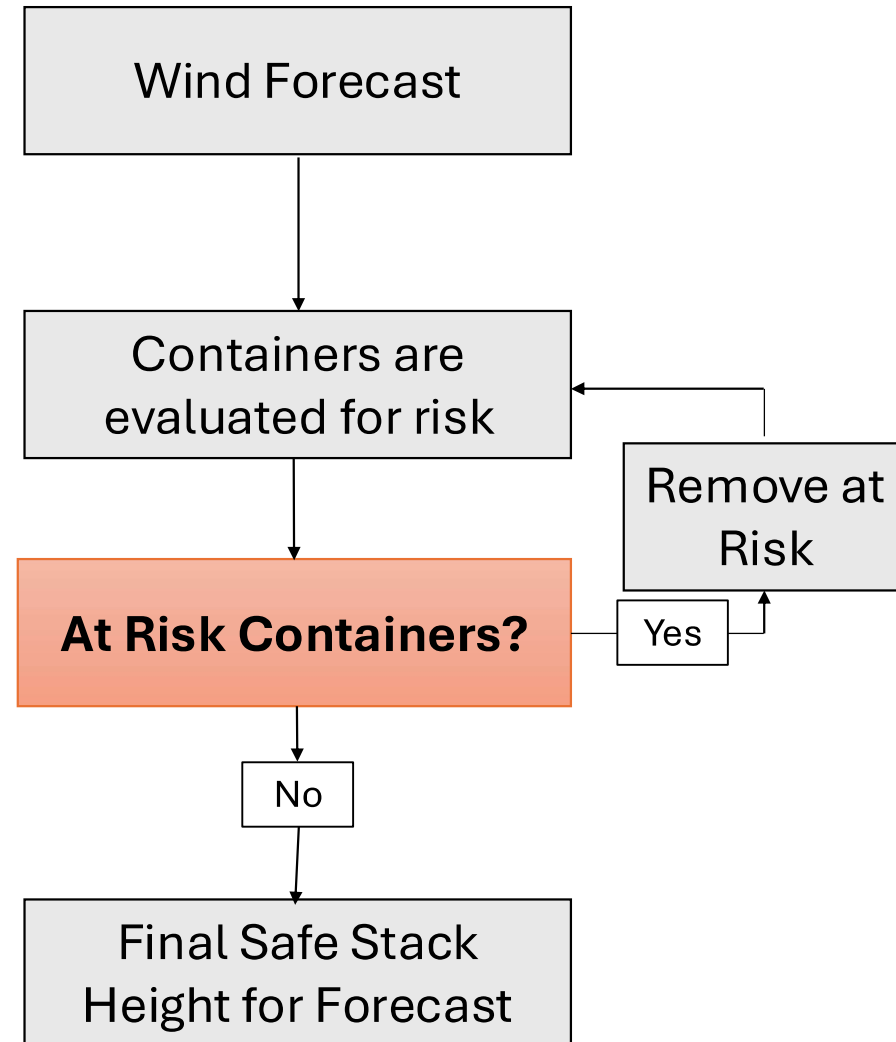 Wind Forecast
Containers are
evaluated for risk
Remove at
Risk
At Risk Containers?
Yes
No
Final Safe Stack
Height for Forecast